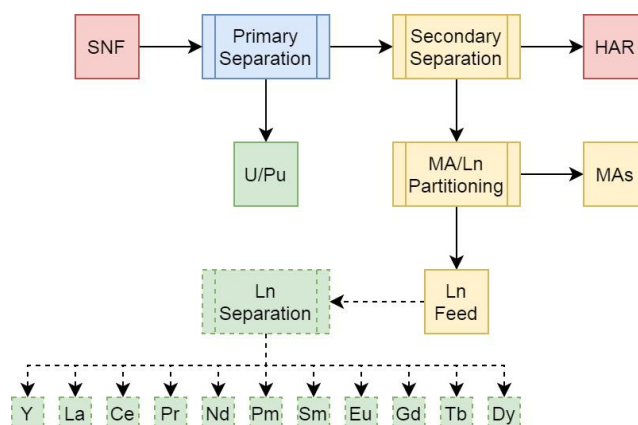 SNF
Primary
Separation
Secondary
Separation
HAR
U/Pu
MA/Ln
Partitioning
MAs
Ln
Separation
Ln
Feed
Y La Ce Pr Nd Pm Sm Eu Gd Tb Dy